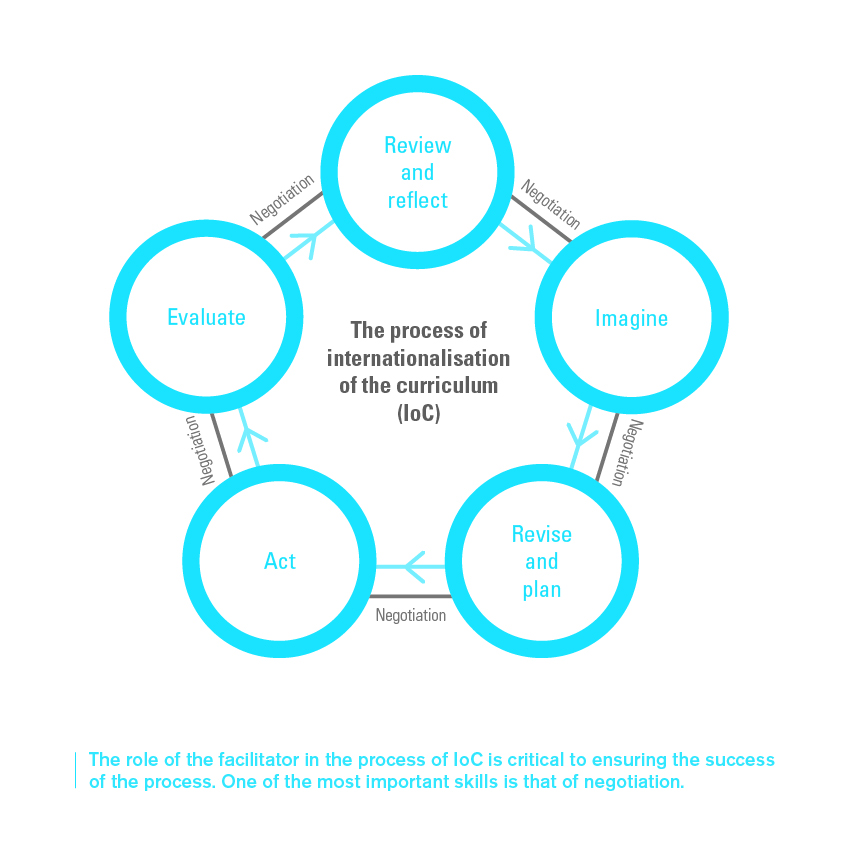 Review
and
reflect
Negotiation
Negotiation
Evaluate
Imagine
The process of
internationalisation
of the curriculum
(IoC)
Negotiation
Negotiation
Act
Revise
and
plan
Negotiation
The role of the facilitator in the process of IoC is critical to ensuring the success
of the process. One of the most important skills is that of negotiation.